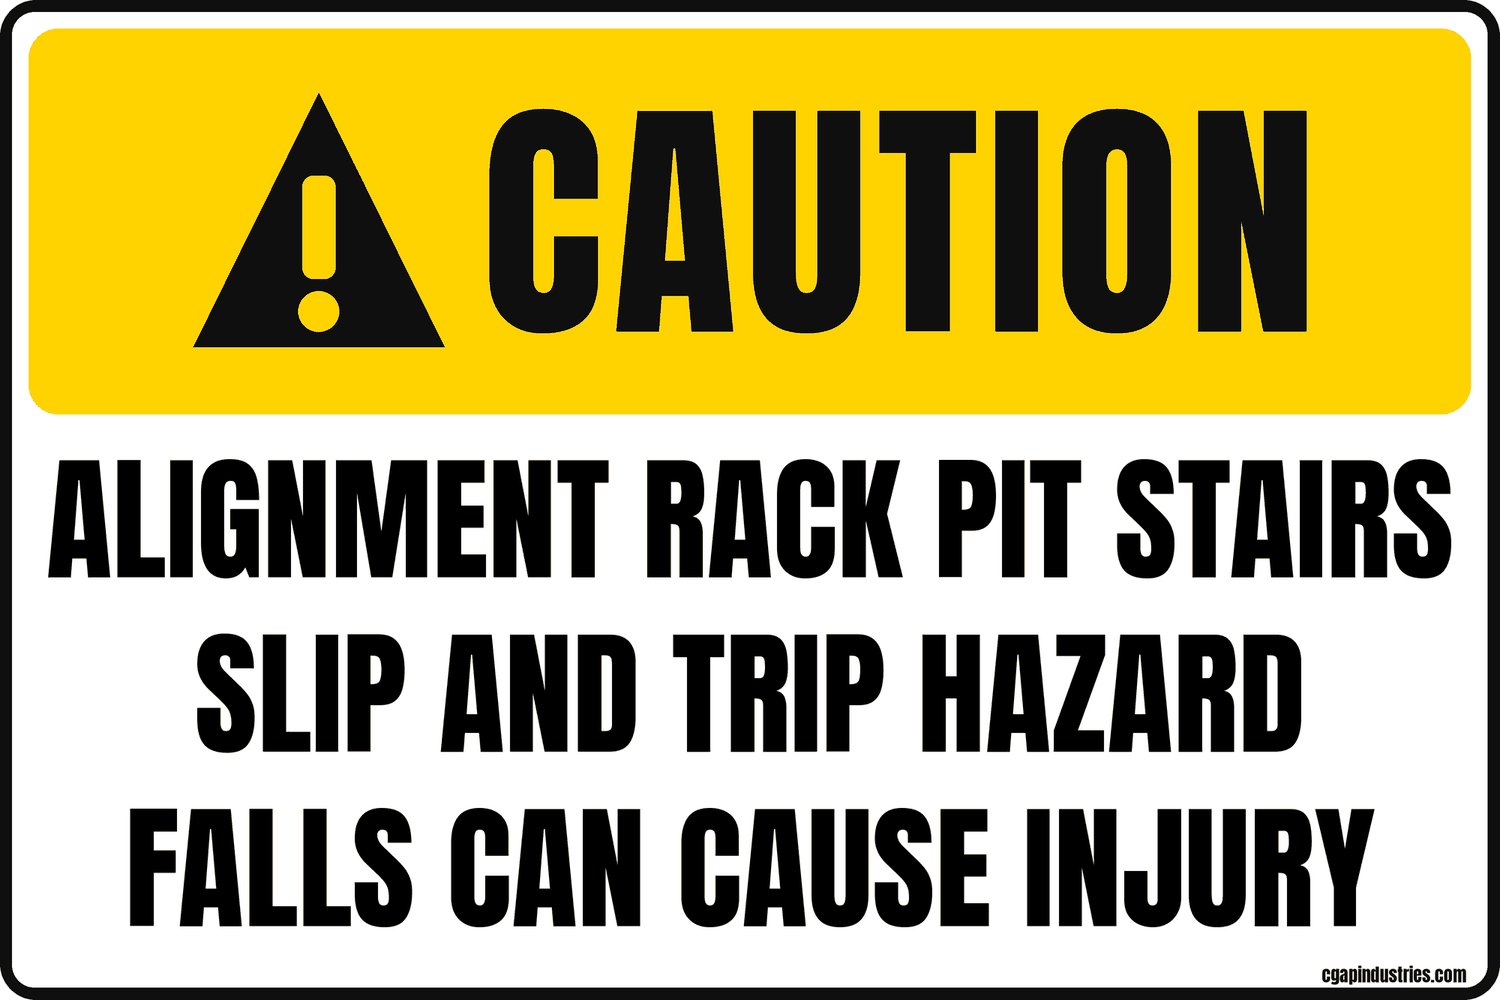 CAUTION
ALIGNMENT RACK PIT STAIRS
SLIP AND TRIP HAZARD
FALLS CAN CAUSE INJURY
cgapindustries.com